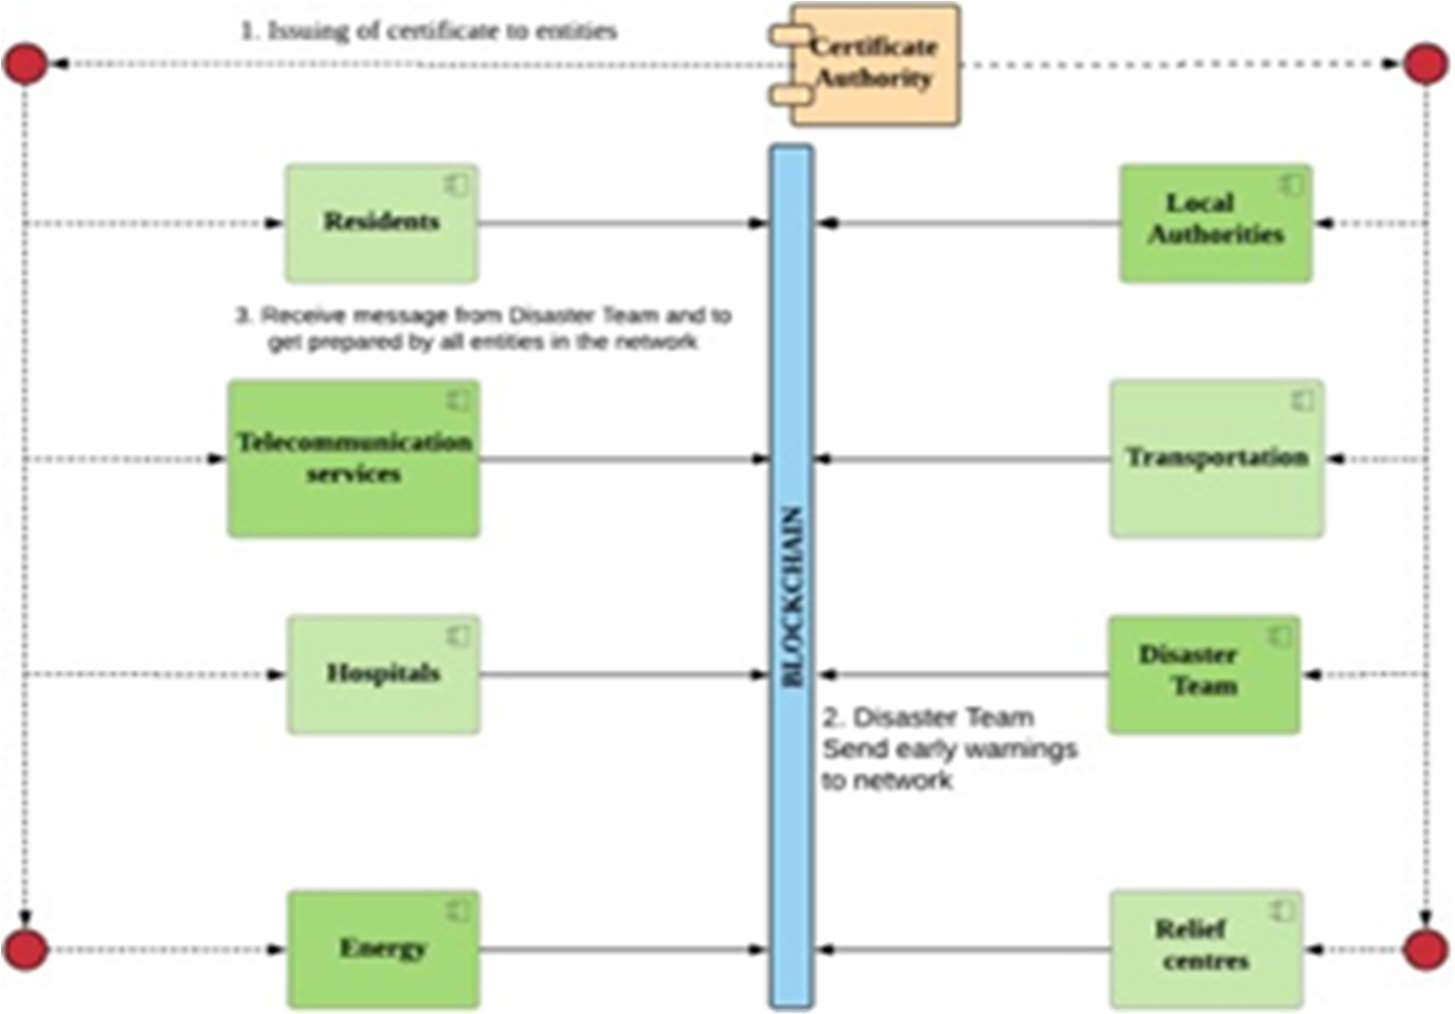 1. Issuing of certificate to entities
Certificate
Authority
Residents
Local
Authorities
3. Receive message from Disaster Team and to
get prepared by all entities in the network
Telecommunication
services
Transportation
BLOCKCHAIN
Hospitals
Disaster
Team
2. Disaster Team
Send early warnings
to network
Energy
Relief
centres